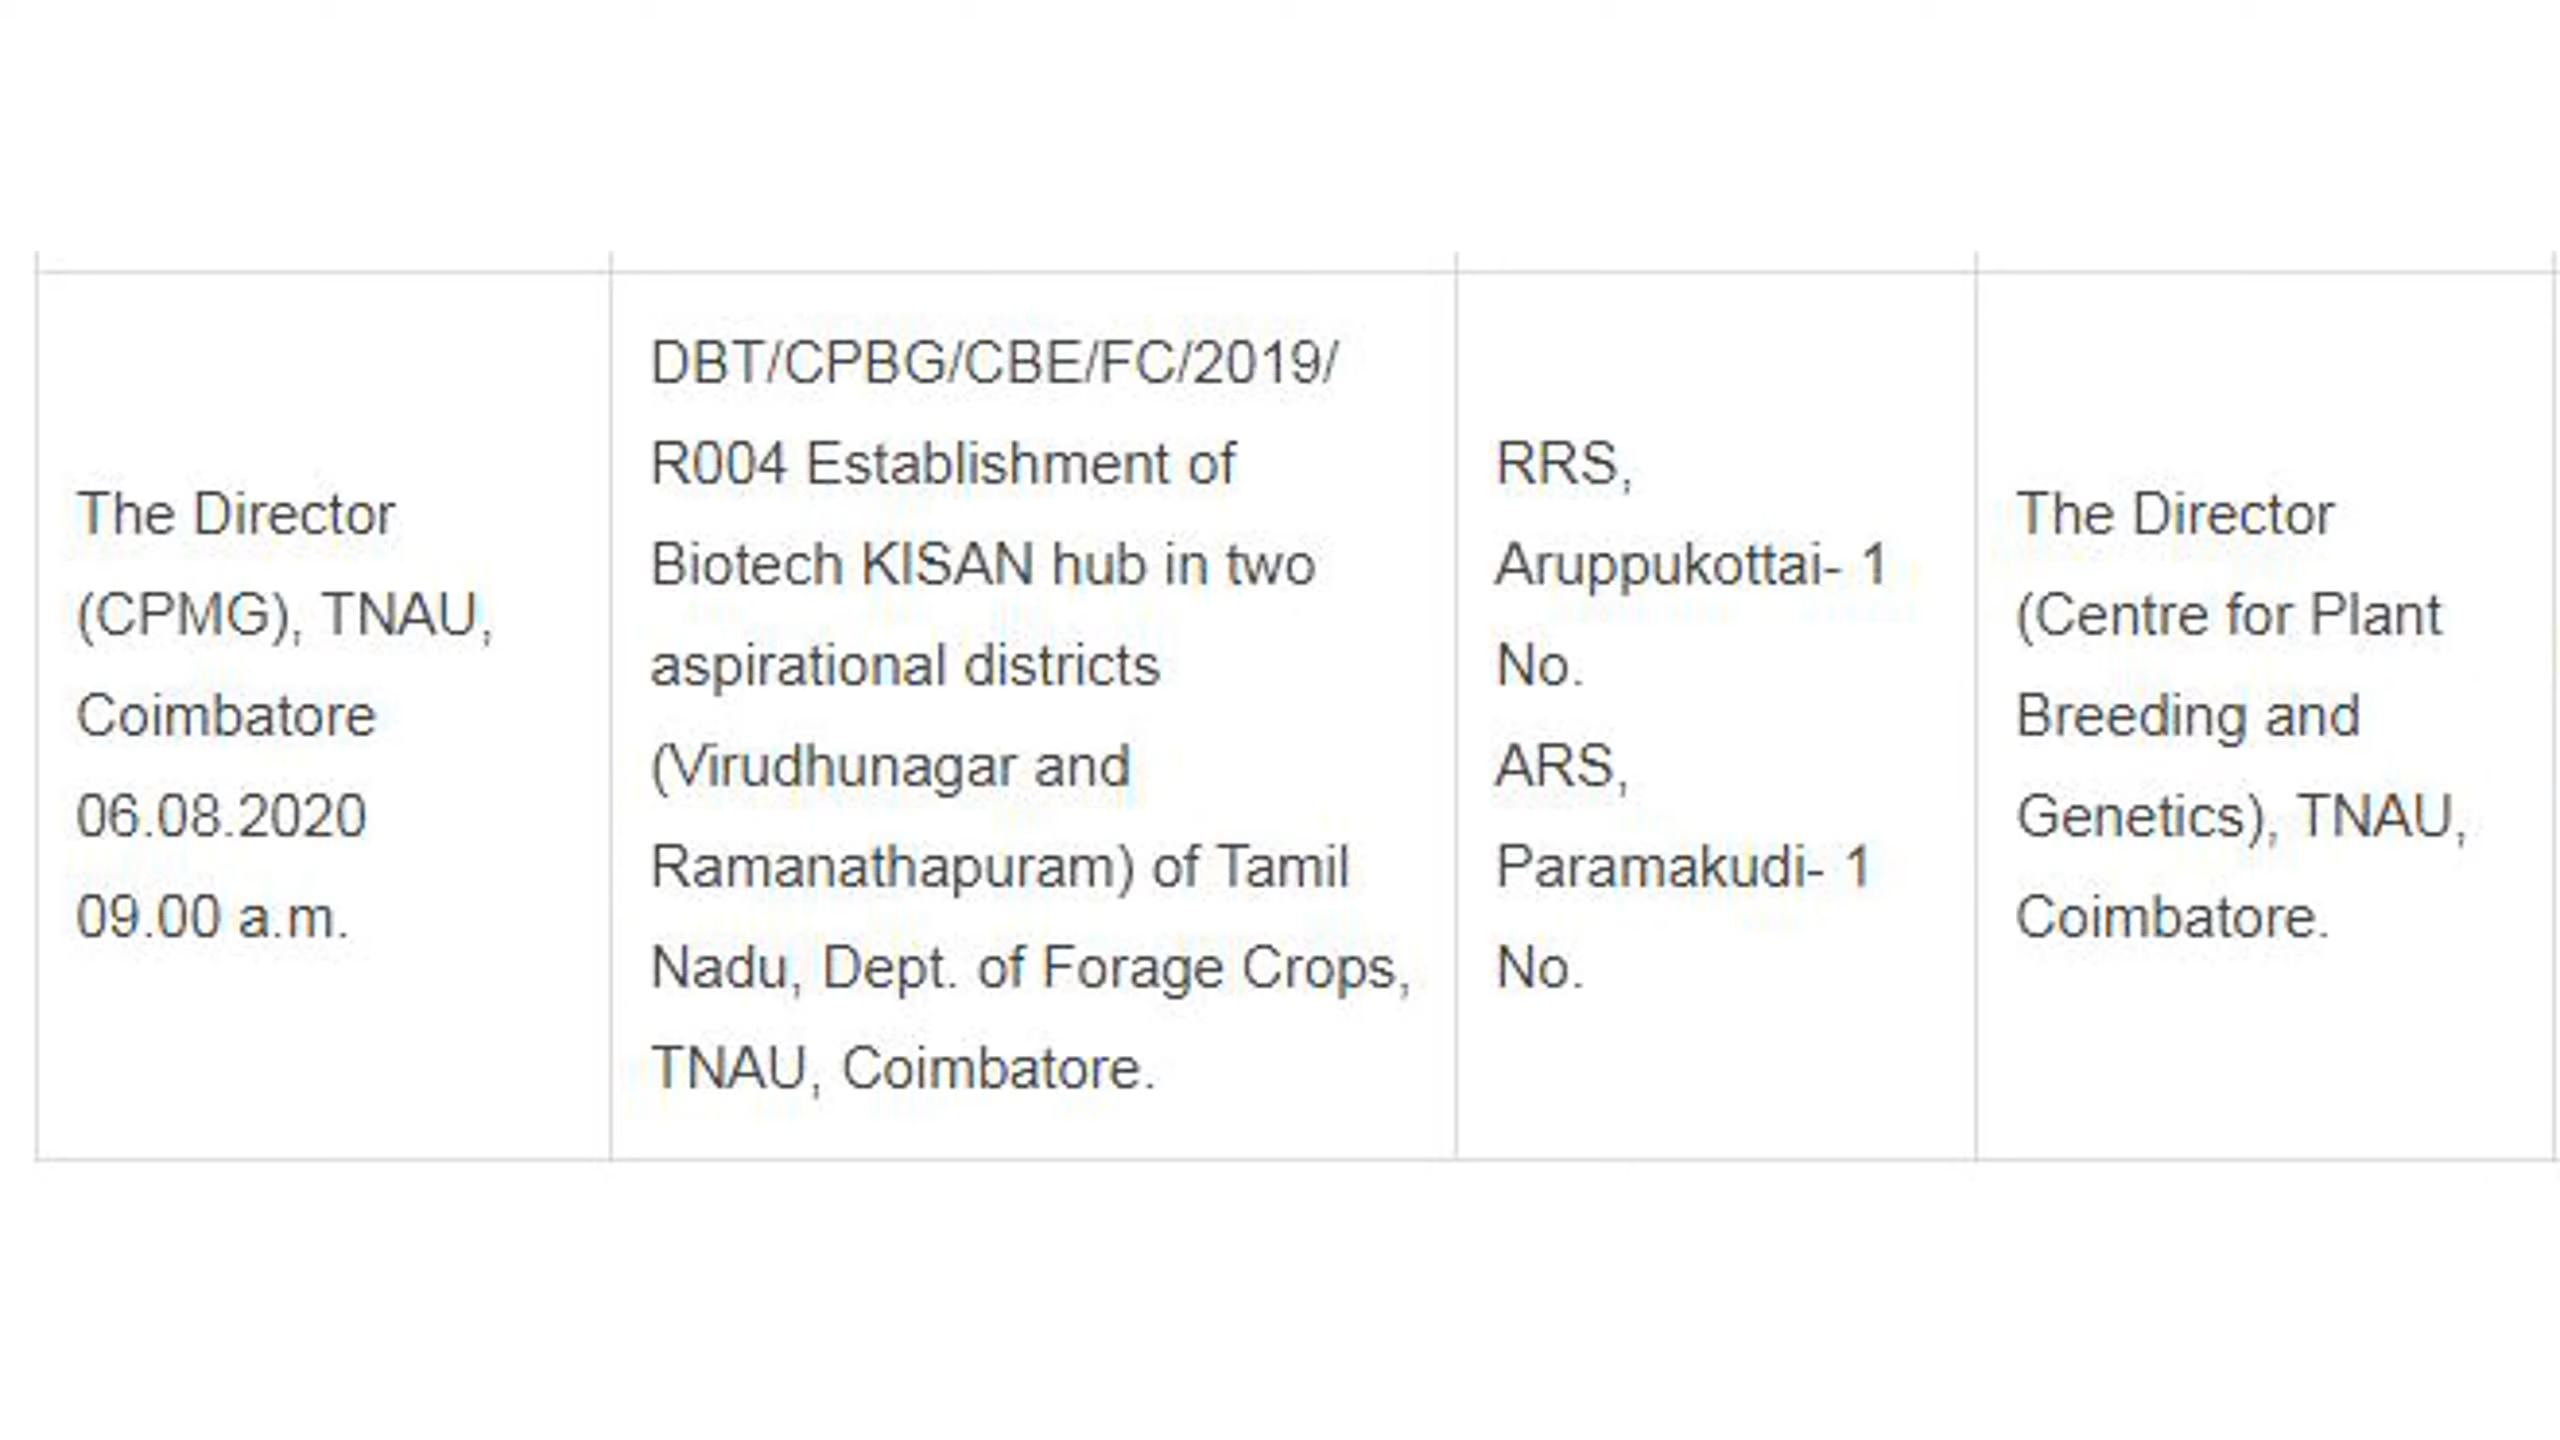 The Director
(CPMG), TNAU,
Coimbatore
06.08.2020
09.00 a.m.
DBT/CPBG/CBE/FC/2019/
R004 Establishment of
Biotech KISAN hub in two
aspirational districts
(Virudhunagar and
Ramanathapuram) of Tamil
Nadu, Dept. of Forage Crops,
TNAU, Coimbatore.
RRS,
Aruppukottai- 1
No.
ARS,
Paramakudi- 1
No.
The Director
(Centre for Plant
Breeding and
Genetics), TNAU,
Coimbatore.